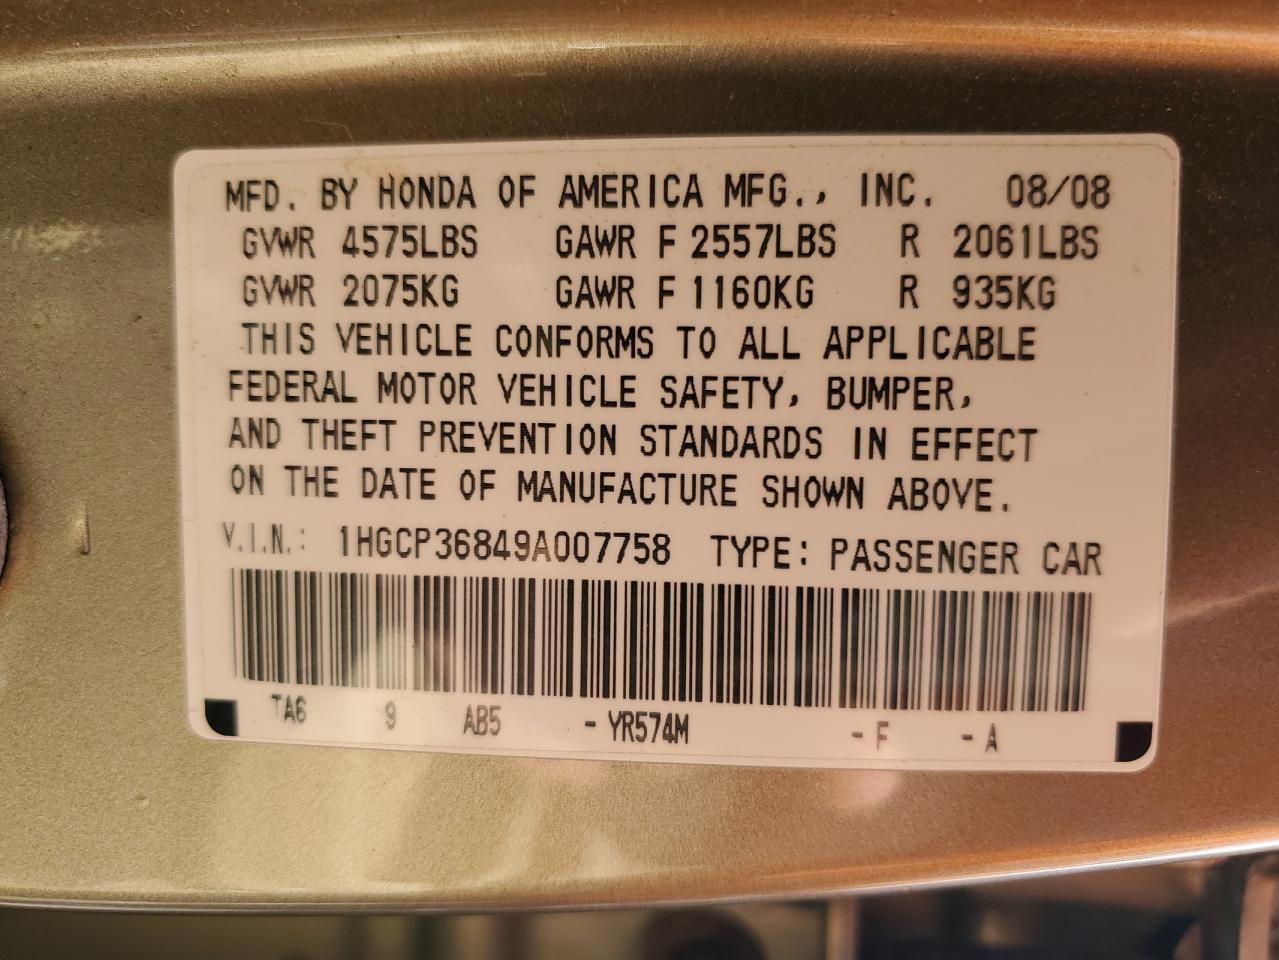 MFD. BY HONDA OF AMERICA MFG., INC. 08/08
GVWR 4575LBS GAWR F 2557LBS R 2061LBS
GVWR 2075KG GAWR F 1160KG R 935KG
THIS VEHICLE CONFORMS TO ALL APPLICABLE
FEDERAL MOTOR VEHICLE SAFETY, BUMPER,
AND THEFT PREVENTION STANDARDS IN EFFECT
ON THE DATE OF MANUFACTURE SHOWN ABOVE.
V.I.N.: 1HGCP36849A007758 TYPE: PASSENGER CAR
TA6 9 AB5 - YR574M - F - A